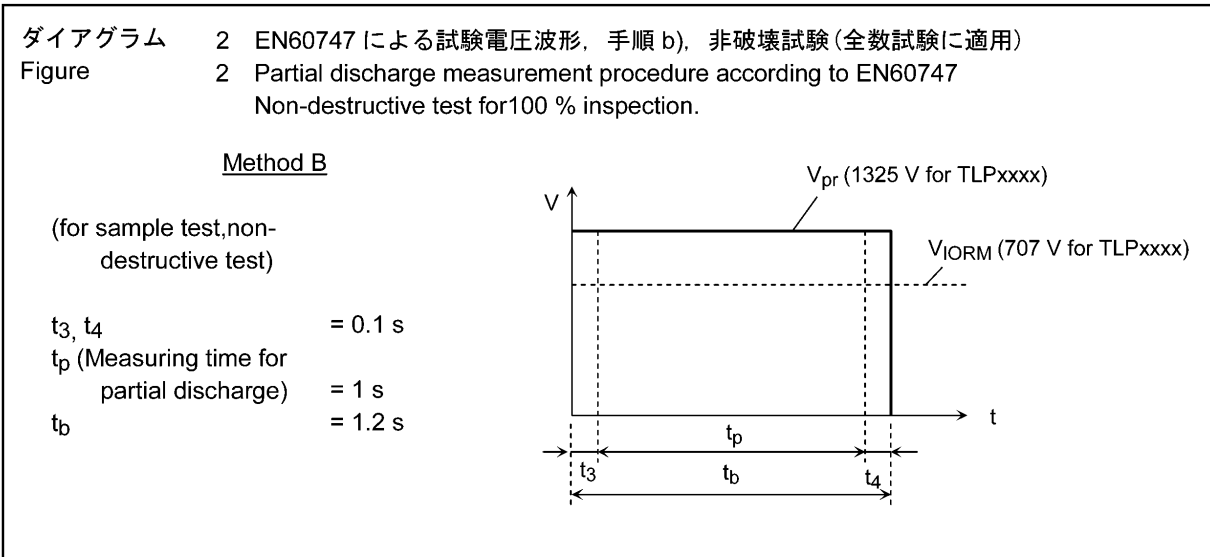 ダイアグラム 2 EN60747 による試験電圧波形, 手順 b), 非破壊試験(全数試験に適用)
Figure 2 Partial discharge measurement procedure according to EN60747
Non-destructive test for100 % inspection.
Method B
(for sample test,non-
destructive test)
t3, t4 = 0.1 s
tp (Measuring time for
partial discharge) = 1 s
tb = 1.2 s
V
Vpr (1325 V for TLPxxxx)
VIORM (707 V for TLPxxxx)
t
tp
t3 tb t4